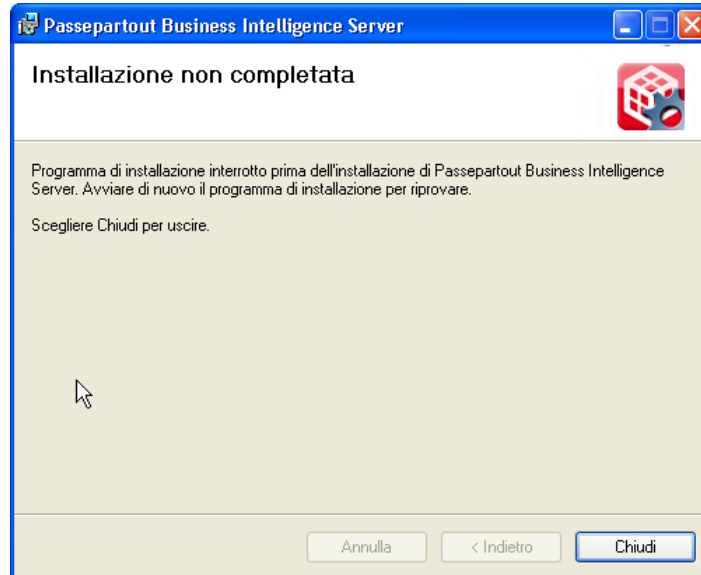 Passepartout Business Intelligence Server
Installazione non completata
Programma di installazione interrotto prima dell'installazione di Passepartout Business Intelligence
Server. Avviare di nuovo il programma di installazione per riprovare.
Scegliere Chiudi per uscire.
Annulla
< Indietro
Chiudi